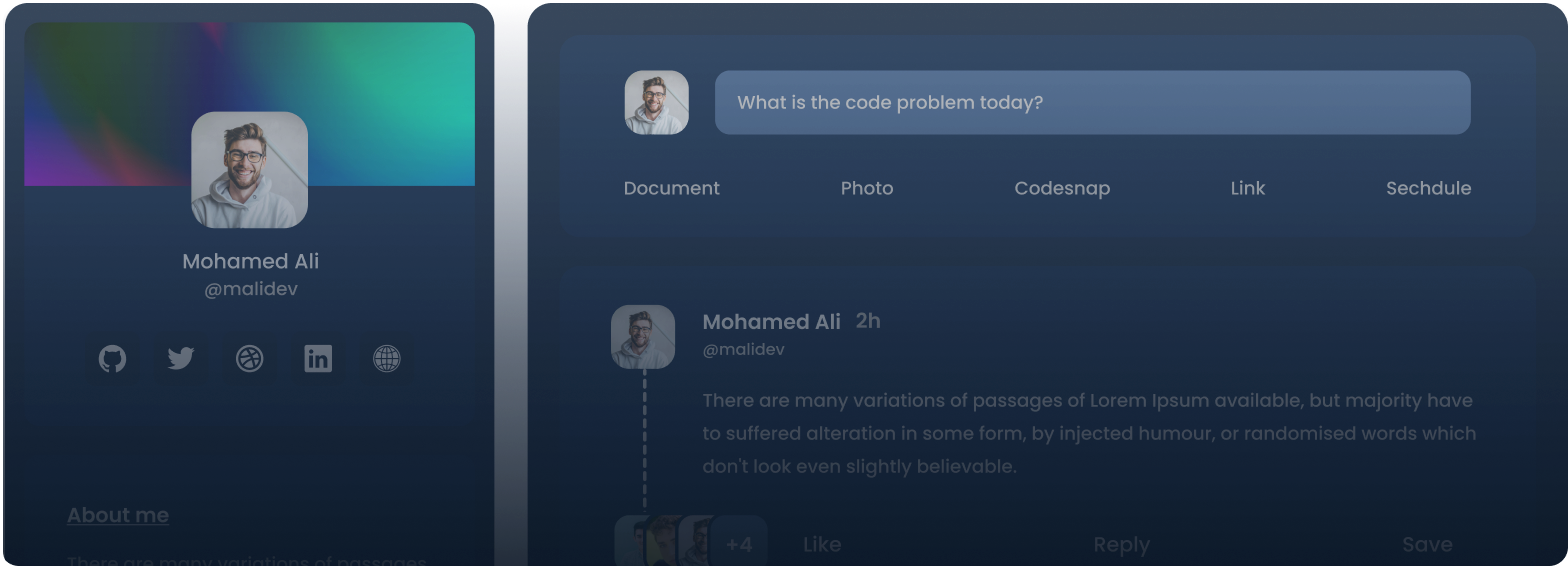 Mohamed Ali
@malidev
About me
There are many variations of passages
What is the code problem today?
Document
Photo
Codesnap
Link
Sechdule
Mohamed Ali 2h
@malidev
There are many variations of passages of Lorem Ipsum available, but majority have
to suffered alteration in some form, by injected humour, or randomised words which
don't look even slightly believable.
+4
Like
Reply
Save